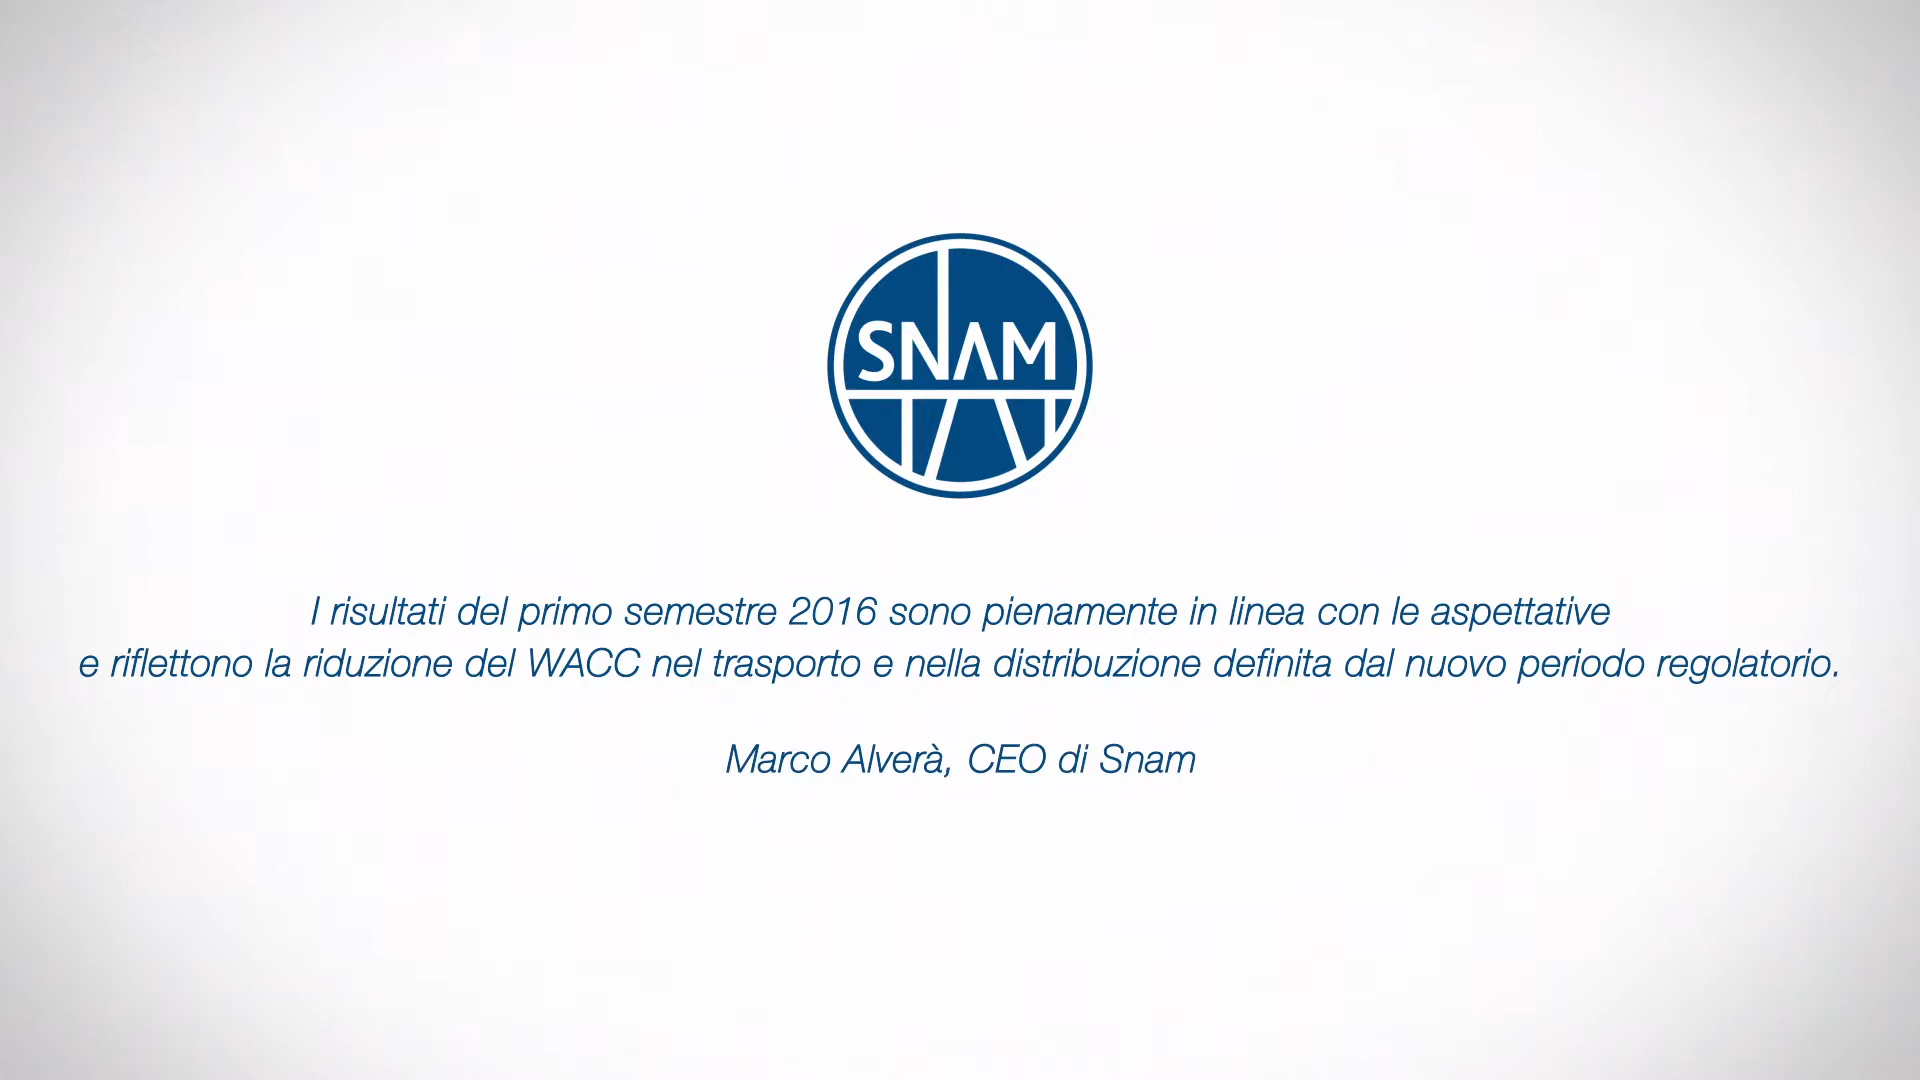 SNAM
I risultati del primo semestre 2016 sono pienamente in linea con le aspettative
e riflettono la riduzione del WACC nel trasporto e nella distribuzione definita dal nuovo periodo regolatorio.
Marco Alverà, CEO di Snam